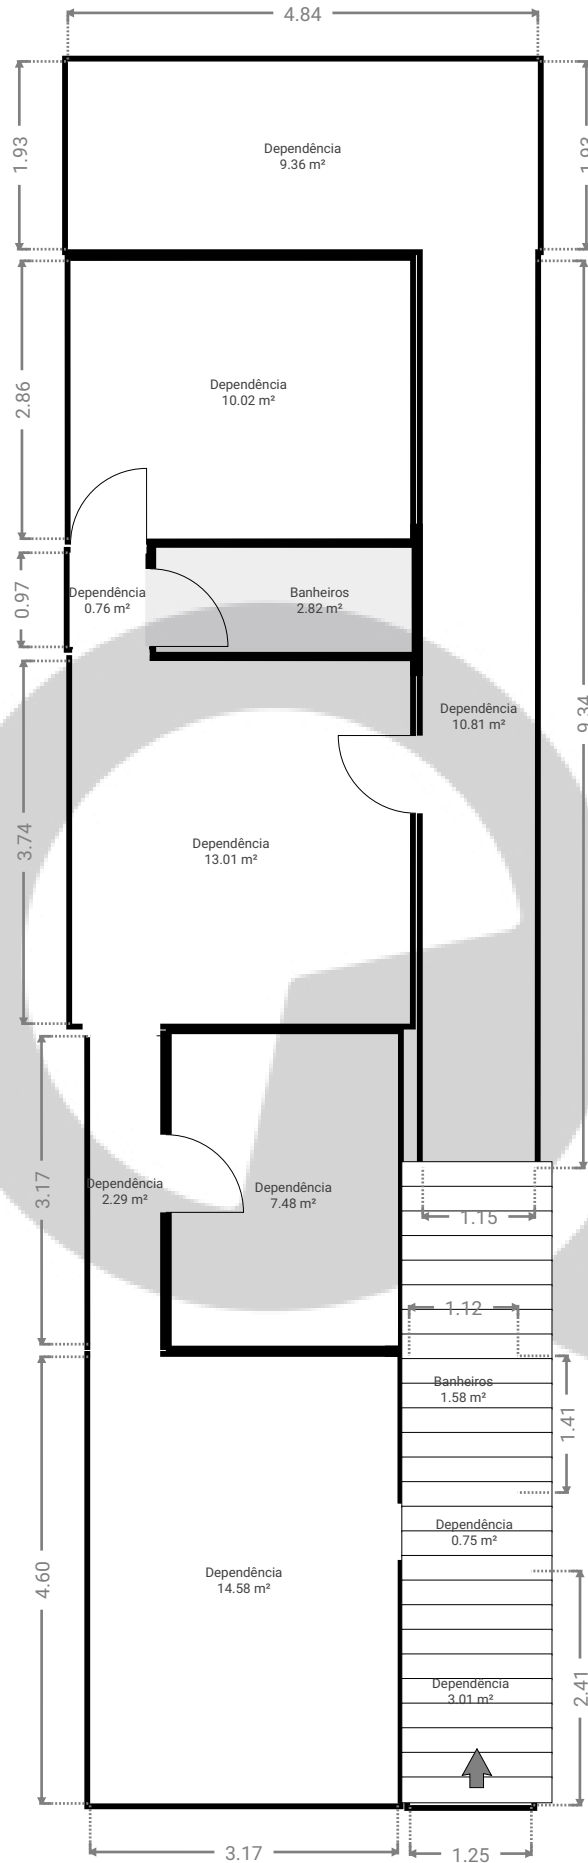 4.84
1.93
1.93
Dependência
9.36 m²
2.86
Dependência
10.02 m²
0.97
Dependência
0.76 m²
Banheiros
2.82 m²
Dependência
10.81 m²
9.34
3.74
Dependência
13.01 m²
3.17
Dependência
2.29 m²
Dependência
7.48 m²
1.15
1.12
Banheiros
1.58 m²
1.41
Dependência
0.75 m²
4.60
Dependência
14.58 m²
Dependência
3.01 m²
2.41
3.17
1.25